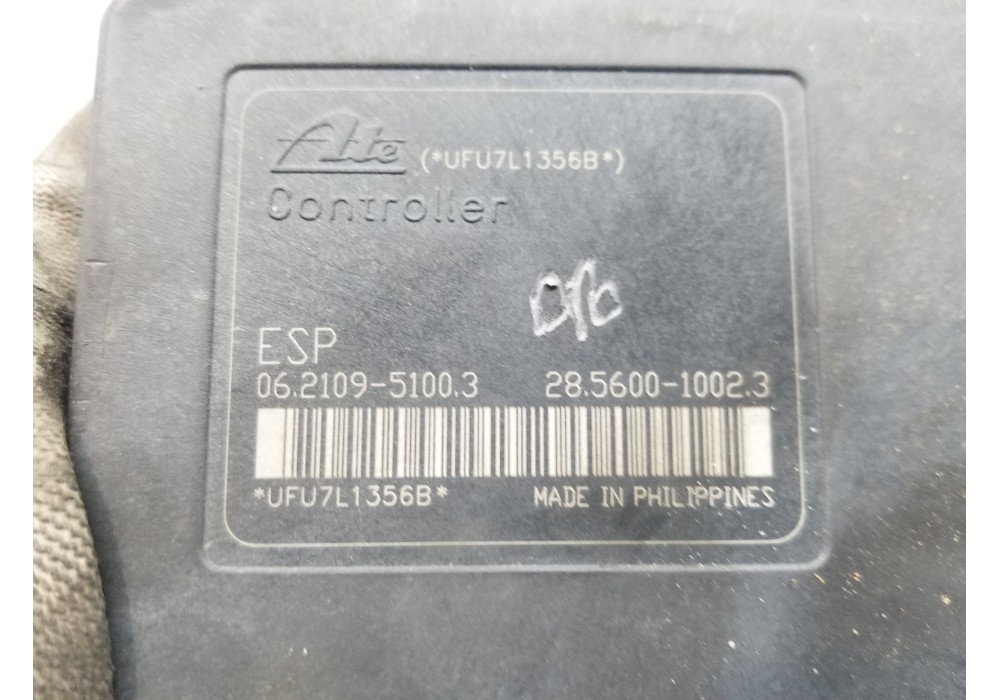 Ate (*UFU7L1356B*)
Controller
ESP
06.2109-5100.3 28.5600-1002.3
*UFU7L1356B* MADE IN PHILIPPINES